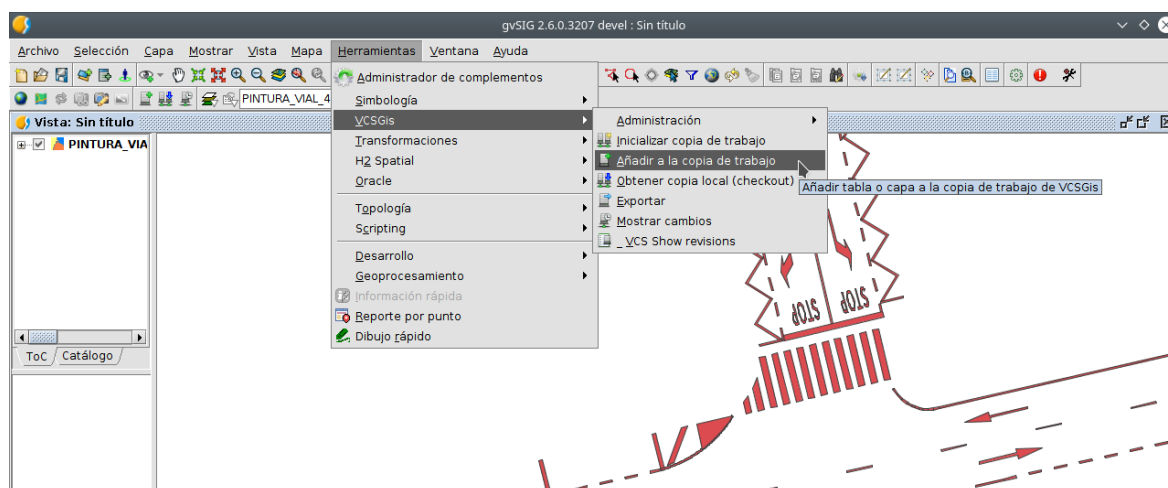 gvSIG 2.6.0.3207 devel : Sin título
Archivo Selección Capa Mostrar Vista Mapa Herramientas Ventana Ayuda
PINTURA_VIAL_4
Vista: Sin título
PINTURA_VIA
ToC Catálogo
Administrador de complementos
Simbología
VCSGis
Transformaciones
H2 Spatial
Oracle
Topología
Scripting
Desarrollo
Geoprocesamiento
Información rápida
Reporte por punto
Dibujo rápido
Administración
Inicializar copia de trabajo
Añadir a la copia de trabajo
Obtener copia local (checkout)
Exportar
Mostrar cambios
_ VCS Show revisions
Añadir tabla o capa a la copia de trabajo de VCSGis
STOP
STOP